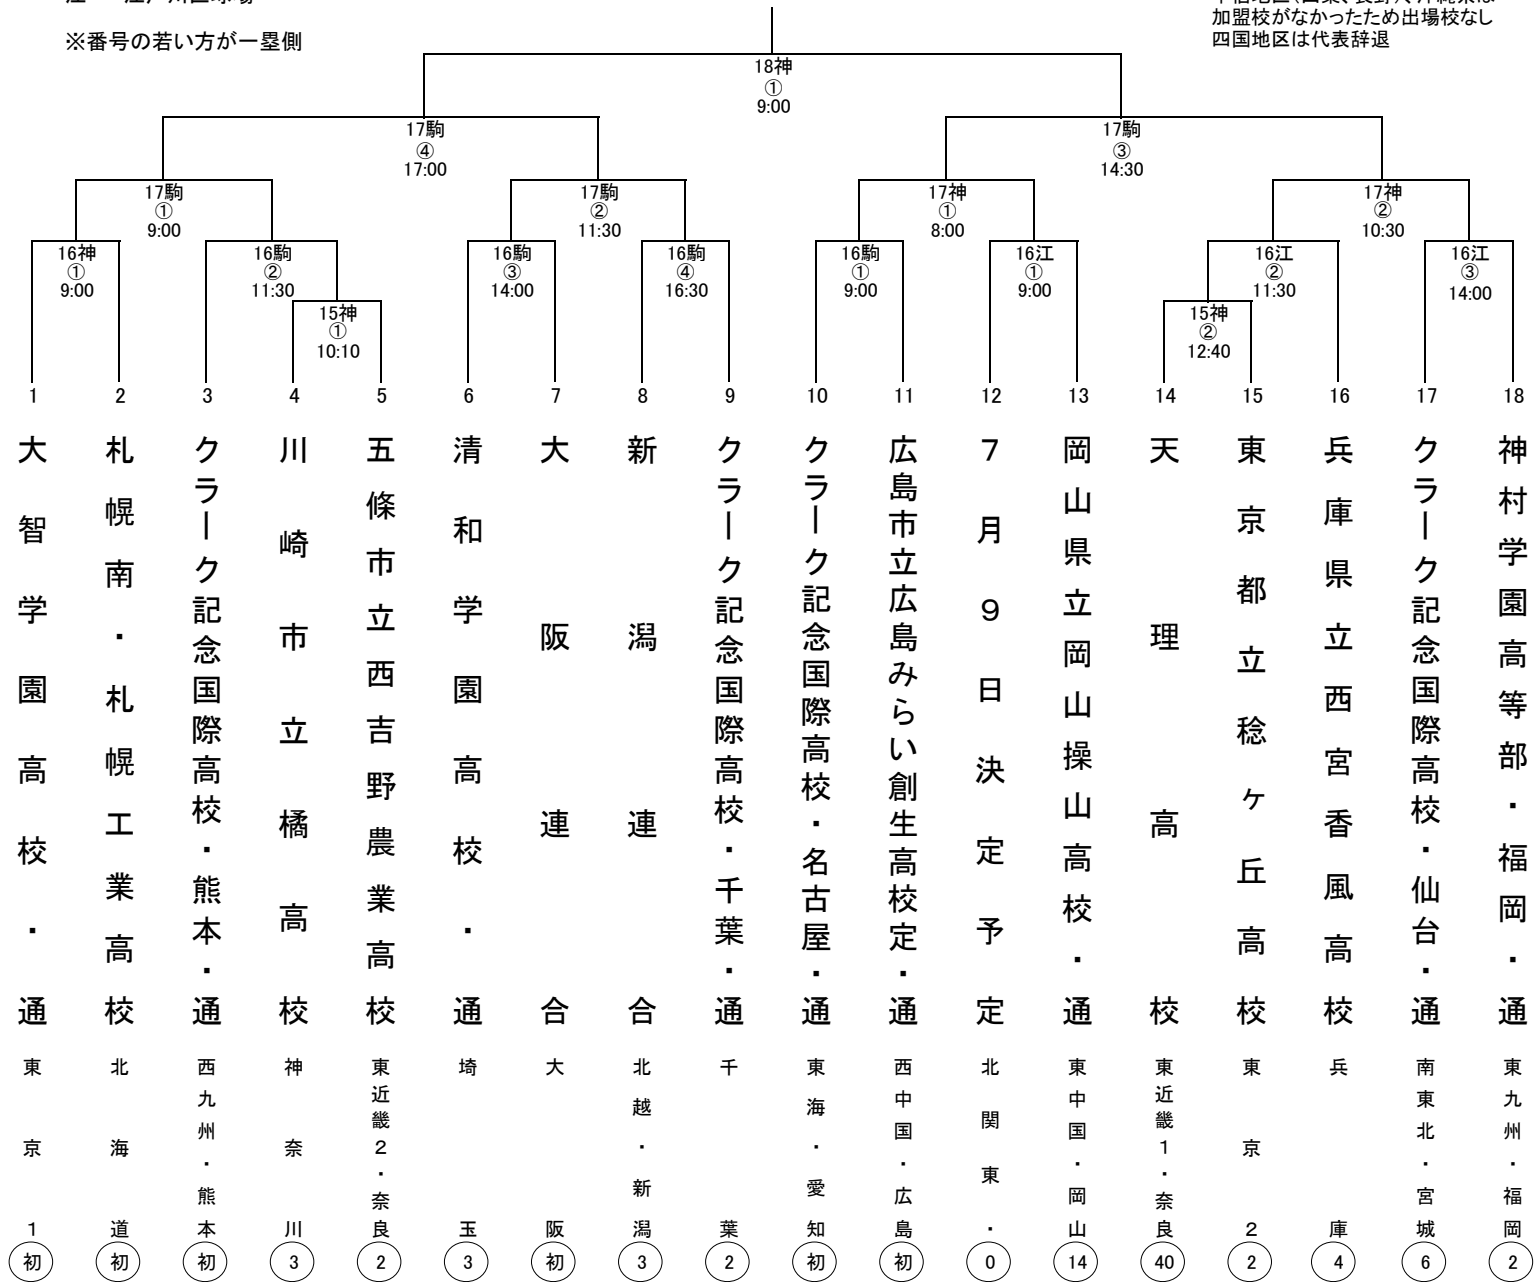 ※番号の若い方が一塁側
加盟校がなかったため出場校なし
四国地区は代表辞退
18神
①
9:00
17駒
④
17:00
17駒
③
14:30
17駒
①
9:00
17駒
②
11:30
17神
①
8:00
17神
②
10:30
16神
①
9:00
16駒
②
11:30
16駒
③
14:00
16駒
④
16:30
16駒
①
9:00
16江
①
9:00
16江
②
11:30
16江
③
14:00
15神
①
10:10
15神
②
12:40
1 2 3 4 5 6 7 8 9 10 11 12 13 14 15 16 17 18
大智学園高校・通
札幌南・札幌工業高校
クラーク記念国際高校・熊本・通
川崎市立橘高校
五條市立西吉野農業高校
清和学園高校・通
大阪連合
新潟連合
クラーク記念国際高校・千葉・通
クラーク記念国際高校・名古屋・通
広島市立広島みらい創生高校定・通
7月9日決定予定
岡山県立岡山操山高校・通
天理高校
東京都立稔ヶ丘高校
兵庫県立西宮香風高校
クラーク記念国際高校・仙台・通
神村学園高等部・福岡・通
東京1
北海道
西九州・熊本
神奈川
東近畿2・奈良
埼玉
大阪
北越・新潟
千葉
東海・愛知
西中国・広島
北関東・
東中国・岡山
東近畿1・奈良
東京2
兵庫
南東北・宮城
東九州・福岡
初 初 初 3 2 3 初 3 2 初 初 0 14 40 2 4 6 2